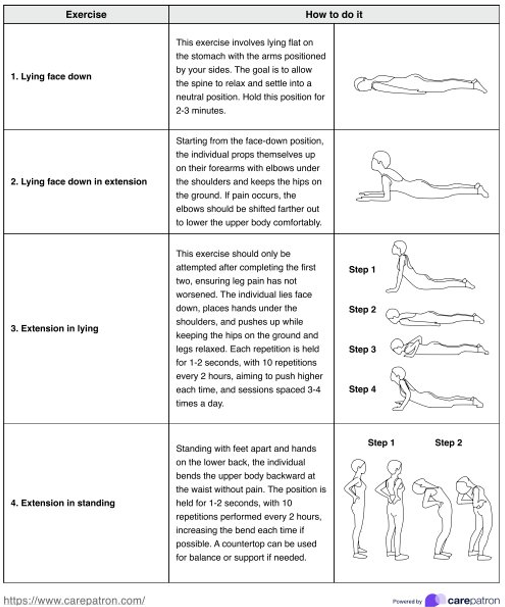 Exercise
How to do it
1. Lying face down
This exercise involves lying flat on
the stomach with the arms positioned
by your sides. The goal is to allow
the spine to relax and settle into a
neutral position. Hold this position for
2-3 minutes.
2. Lying face down in extension
Starting from the face-down position,
the individual props themselves up
on their forearms with elbows under
the shoulders and keeps the hips on
the ground. If pain occurs, the
elbows should be shifted farther out
to lower the upper body comfortably.
3. Extension in lying
This exercise should only be
attempted after completing the first
two, ensuring leg pain has not
worsened. The individual lies face
down, places hands under the
shoulders, and pushes up while
keeping the hips on the ground and
legs relaxed. Each repetition is held
for 1-2 seconds, with 10 repetitions
every 2 hours, aiming to push higher
each time, and sessions spaced 3-4
times a day.
Step 1
Step 2
Step 3
Step 4
4. Extension in standing
Standing with feet apart and hands
on the lower back, the individual
bends the upper body backward at
the waist without pain. The position is
held for 1-2 seconds, with 10
repetitions performed every 2 hours,
increasing the bend each time if
possible. A countertop can be used
for balance or support if needed.
Step 1
Step 2
https://www.carepatron.com/
Powered by
carepatron